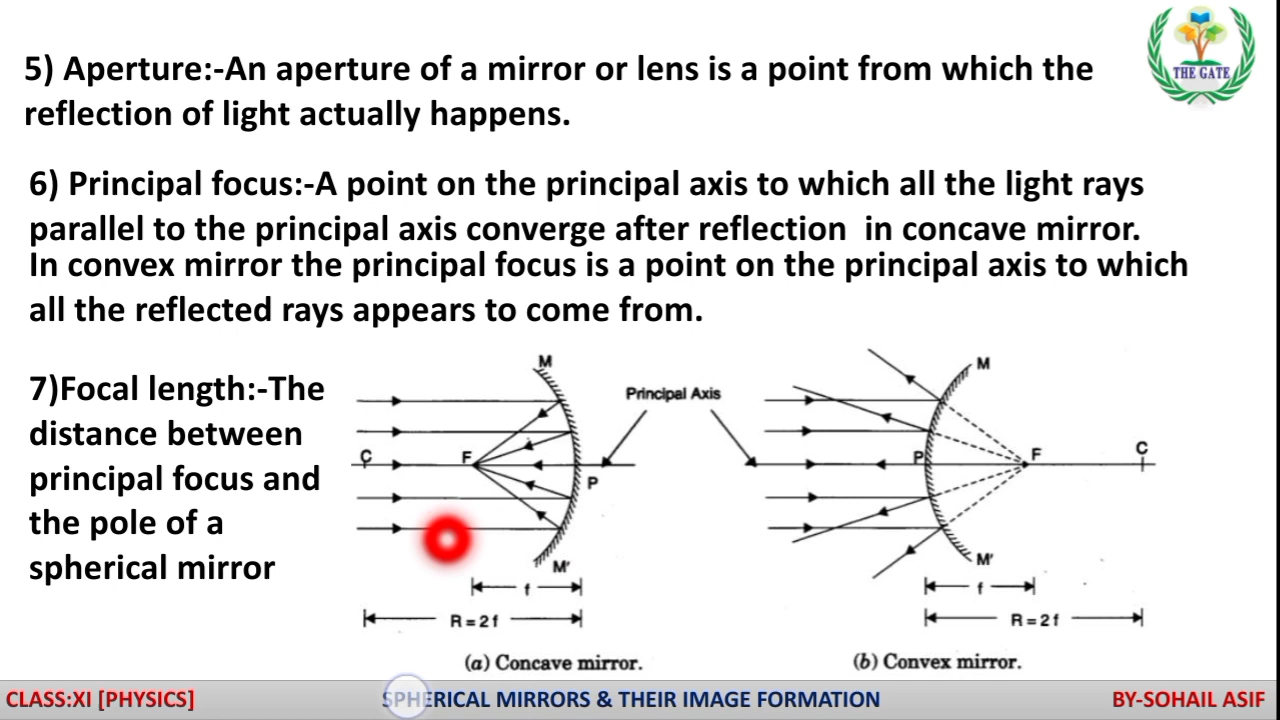 THE GATE
5) Aperture:-An aperture of a mirror or lens is a point from which the
reflection of light actually happens.
6) Principal focus:-A point on the principal axis to which all the light rays
parallel to the principal axis converge after reflection  in concave mirror.
In convex mirror the principal focus is a point on the principal axis to which
all the reflected rays appears to come from.
7)Focal length:-The
distance between
principal focus and
the pole of a
spherical mirror
M
C
F
P
M'
f
R=2f
(a) Concave mirror.
Principal Axis
M
P
F
C
M'
f
R=2f
(b) Convex mirror.
CLASS:XI [PHYSICS]
SPHERICAL MIRRORS & THEIR IMAGE FORMATION
BY-SOHAIL ASIF